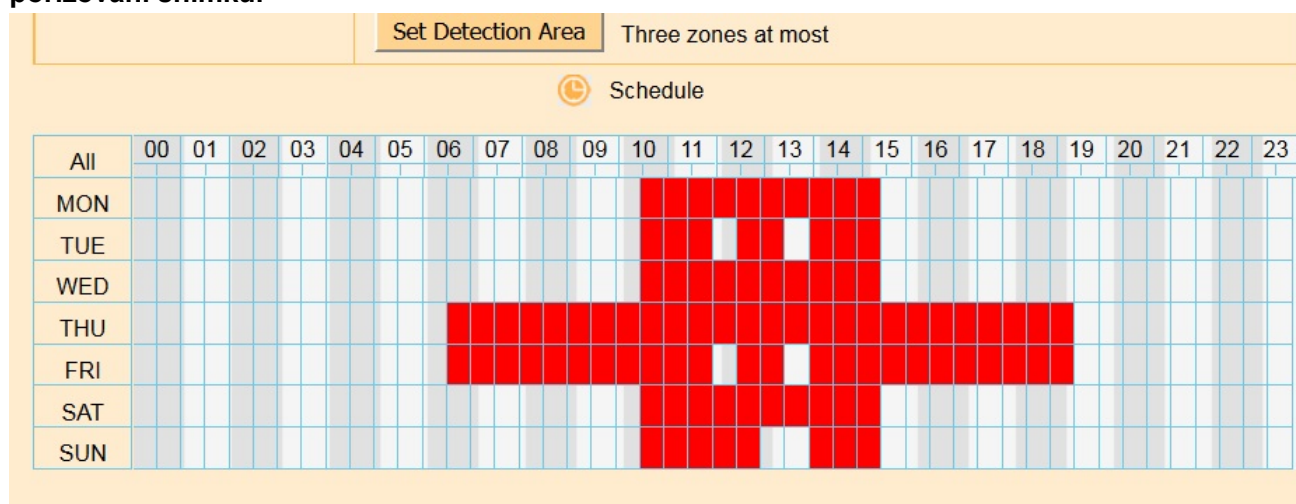 Set Detection Area Three zones at most
Schedule
All 00 01 02 03 04 05 06 07 08 09 10 11 12 13 14 15 16 17 18 19 20 21 22 23
MON
TUE
WED
THU
FRI
SAT
SUN